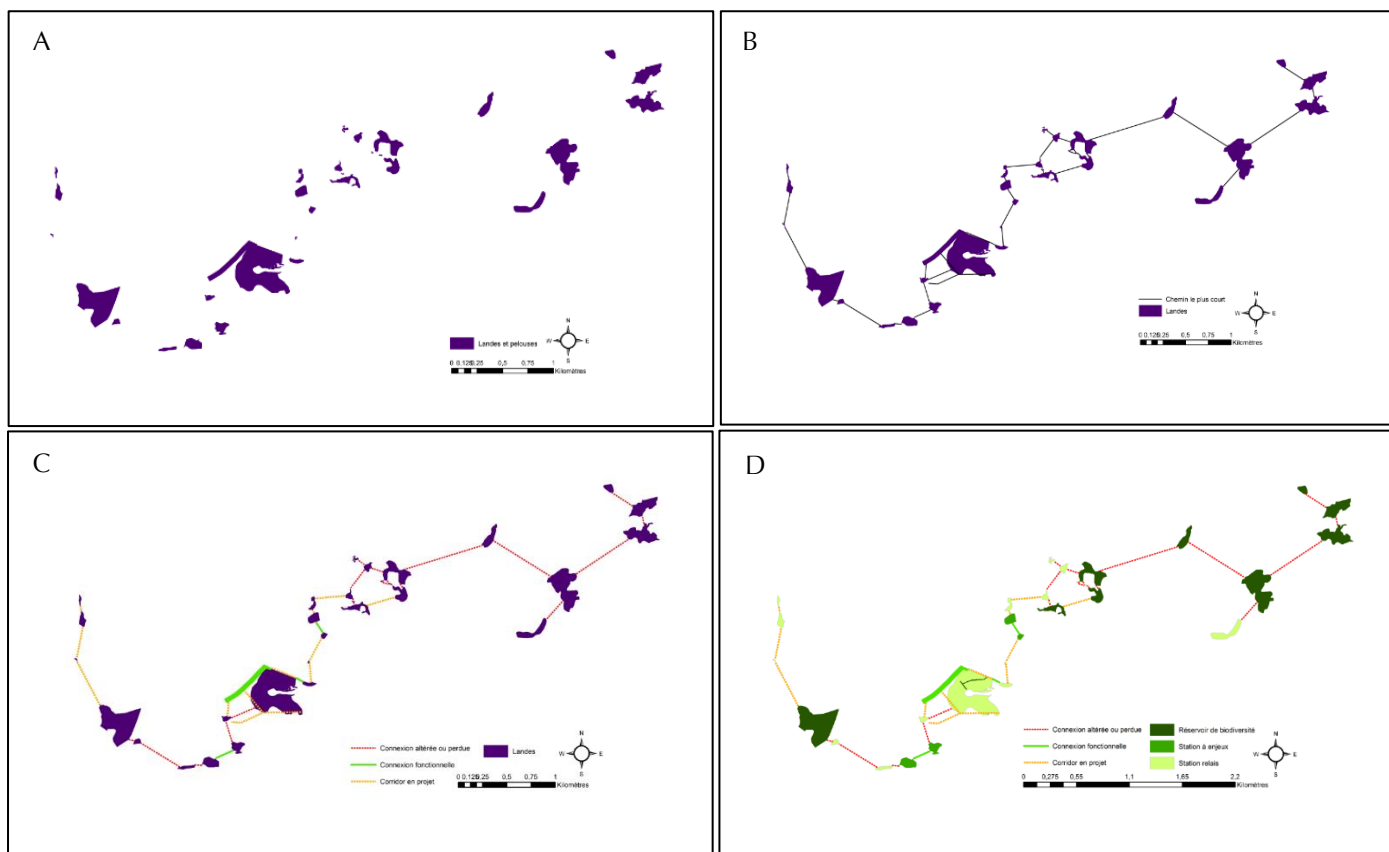 A
Landes et pelouses
N
W E
S
0 0,125 0,25 0,5 0,75 1
Kilomètres
B
Chemin le plus court
Landes
N
W E
S
0 0,125 0,25 0,5 0,75 1
Kilomètres
C
Connexion altérée ou perdue
Landes
Connexion fonctionnelle
Corridor en projet
N
W E
S
0 0,125 0,25 0,5 0,75 1
Kilomètres
D
Connexion altérée ou perdue
Réservoir de biodiversité
Connexion fonctionnelle
Station à enjeux
Corridor en projet
Station relais
N
W E
S
0 0,275 0,55 1,1 1,65 2,2
Kilomètres